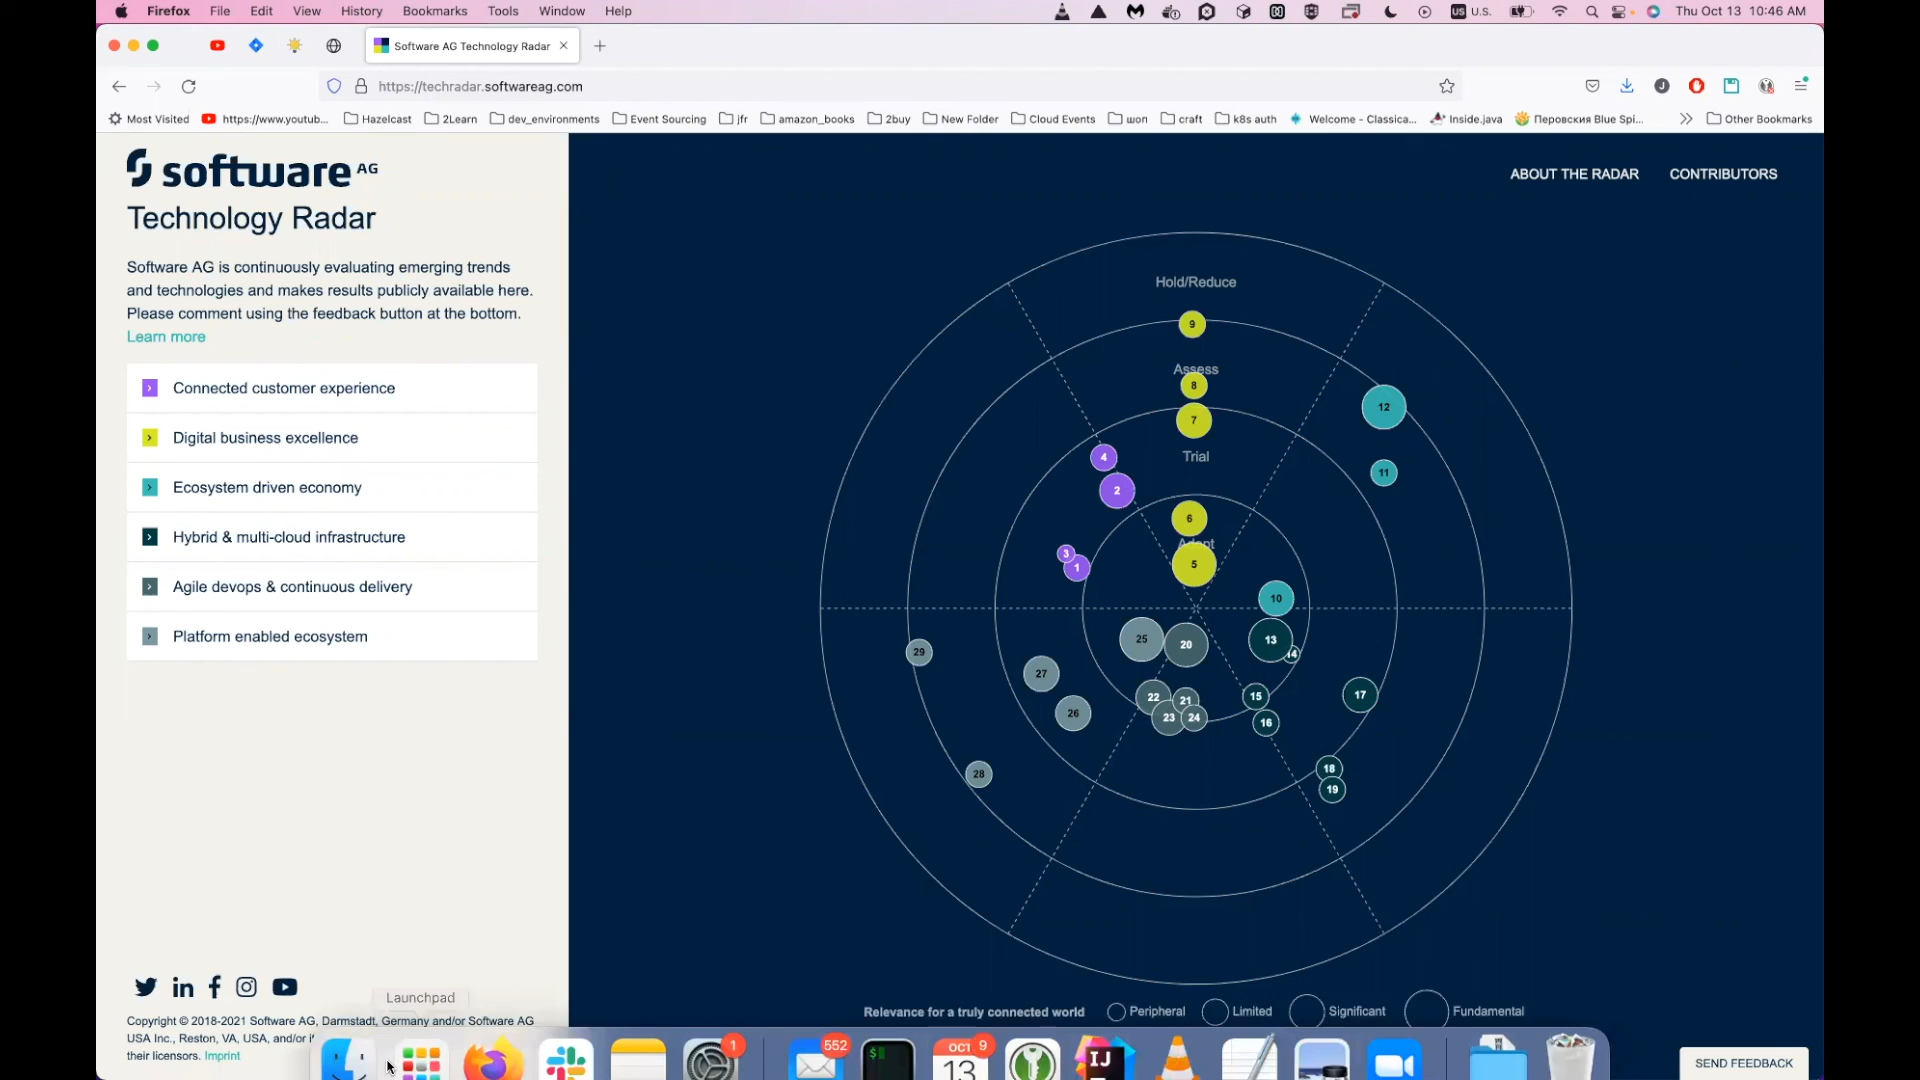 Firefox File Edit View History Bookmarks Tools Window Help
US U.S.
Thu Oct 13 10:46 AM
Software AG Technology Radar
https://techradar.softwareag.com
J
Most Visited https://www.youtub... Hazelcast 2Learn dev_environments Event Sourcing jfr amazon_books 2buy New Folder Cloud Events шоп craft k8s auth Welcome - Classica... Inside.java Перовския Blue Spi... Other Bookmarks
software AG
Technology Radar
Software AG is continuously evaluating emerging trends
and technologies and makes results publicly available here.
Please comment using the feedback button at the bottom.
Learn more
Connected customer experience
Digital business excellence
Ecosystem driven economy
Hybrid & multi-cloud infrastructure
Agile devops & continuous delivery
Platform enabled ecosystem
ABOUT THE RADAR CONTRIBUTORS
Hold/Reduce
9
Assess
8
12
7
Trial
4
11
2
6
Adopt
3
5
1
10
25
20
13
14
29
27
22
21
15
17
26
23
24
16
28
18
19
Relevance for a truly connected world Peripheral Limited Significant Fundamental
Launchpad
Copyright © 2018-2021 Software AG, Darmstadt, Germany and/or Software AG
USA Inc., Reston, VA, USA, and/or i
their licensors. Imprint
1
552
$
OCT 9
13
IJ
SEND FEEDBACK